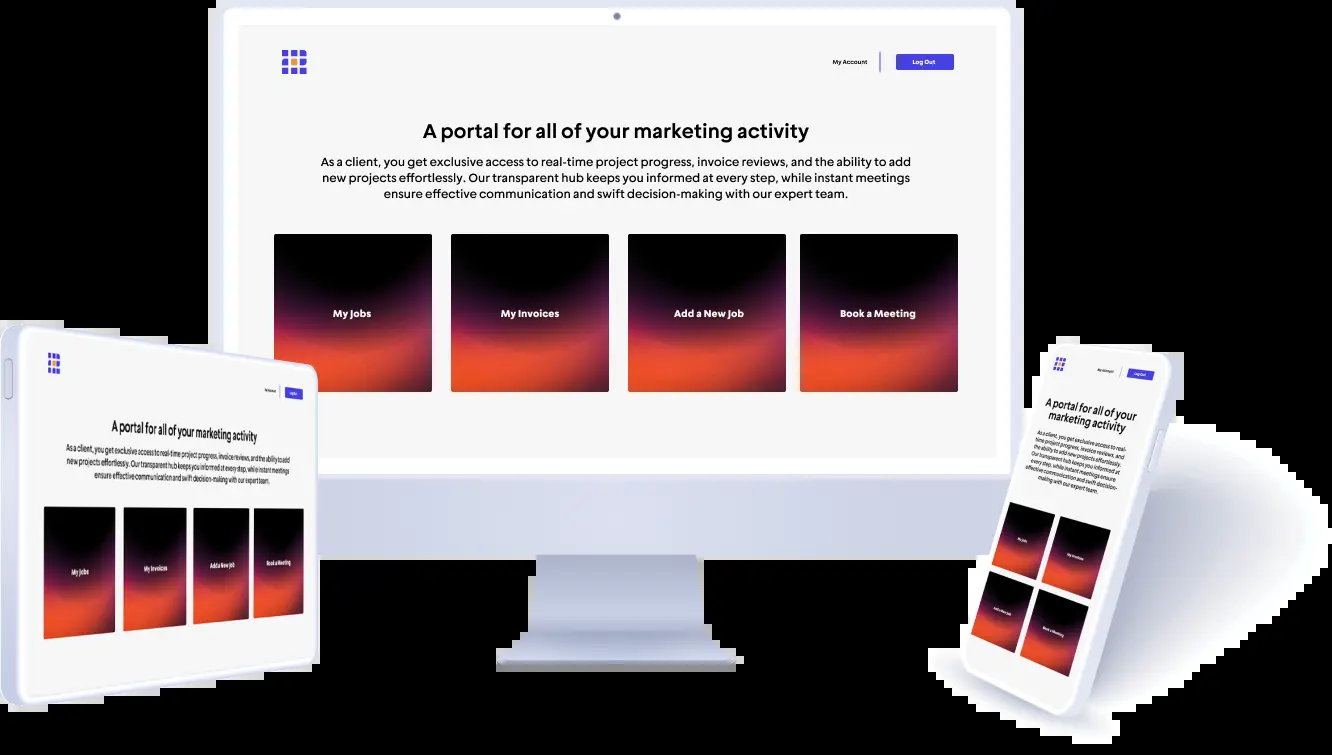 My Account
Log Out
A portal for all of your marketing activity
As a client, you get exclusive access to real-time project progress, invoice reviews, and the ability to add
new projects effortlessly. Our transparent hub keeps you informed at every step, while instant meetings
ensure effective communication and swift decision-making with our expert team.
My Jobs
My Invoices
Add a New Job
Book a Meeting
A portal for all of your marketing activity
As a client, you get exclusive access to real-time project progress, invoice reviews, and the ability to add
new projects effortlessly. Our transparent hub keeps you informed at every step, while instant meetings
ensure effective communication and swift decision-making with our expert team.
My Jobs
My Invoices
Add a New Job
Book a Meeting
My Account
Log Out
A portal for all of your
marketing activity
As a client, you get exclusive access to real-
time project progress, invoice reviews, and
the ability to add new projects effortlessly.
Our transparent hub keeps you informed at
every step, while instant meetings ensure
effective communication and swift decision-
making with our expert team.
My Jobs
My Invoices
Add a New Job
Book a Meeting